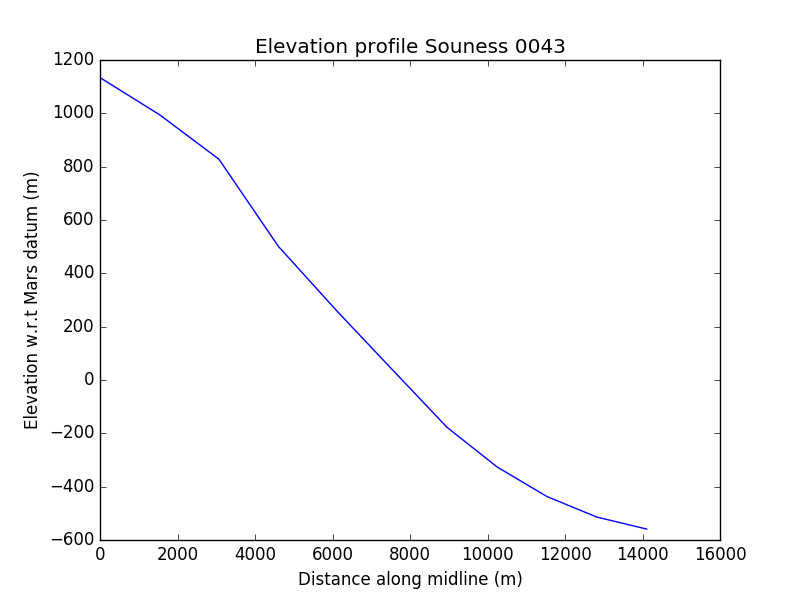 Elevation profile Souness 0043
1200
1000
800
600
400
200
0
−200
−400
−600
Elevation w.r.t Mars datum (m)
0 2000 4000 6000 8000 10000 12000 14000 16000
Distance along midline (m)